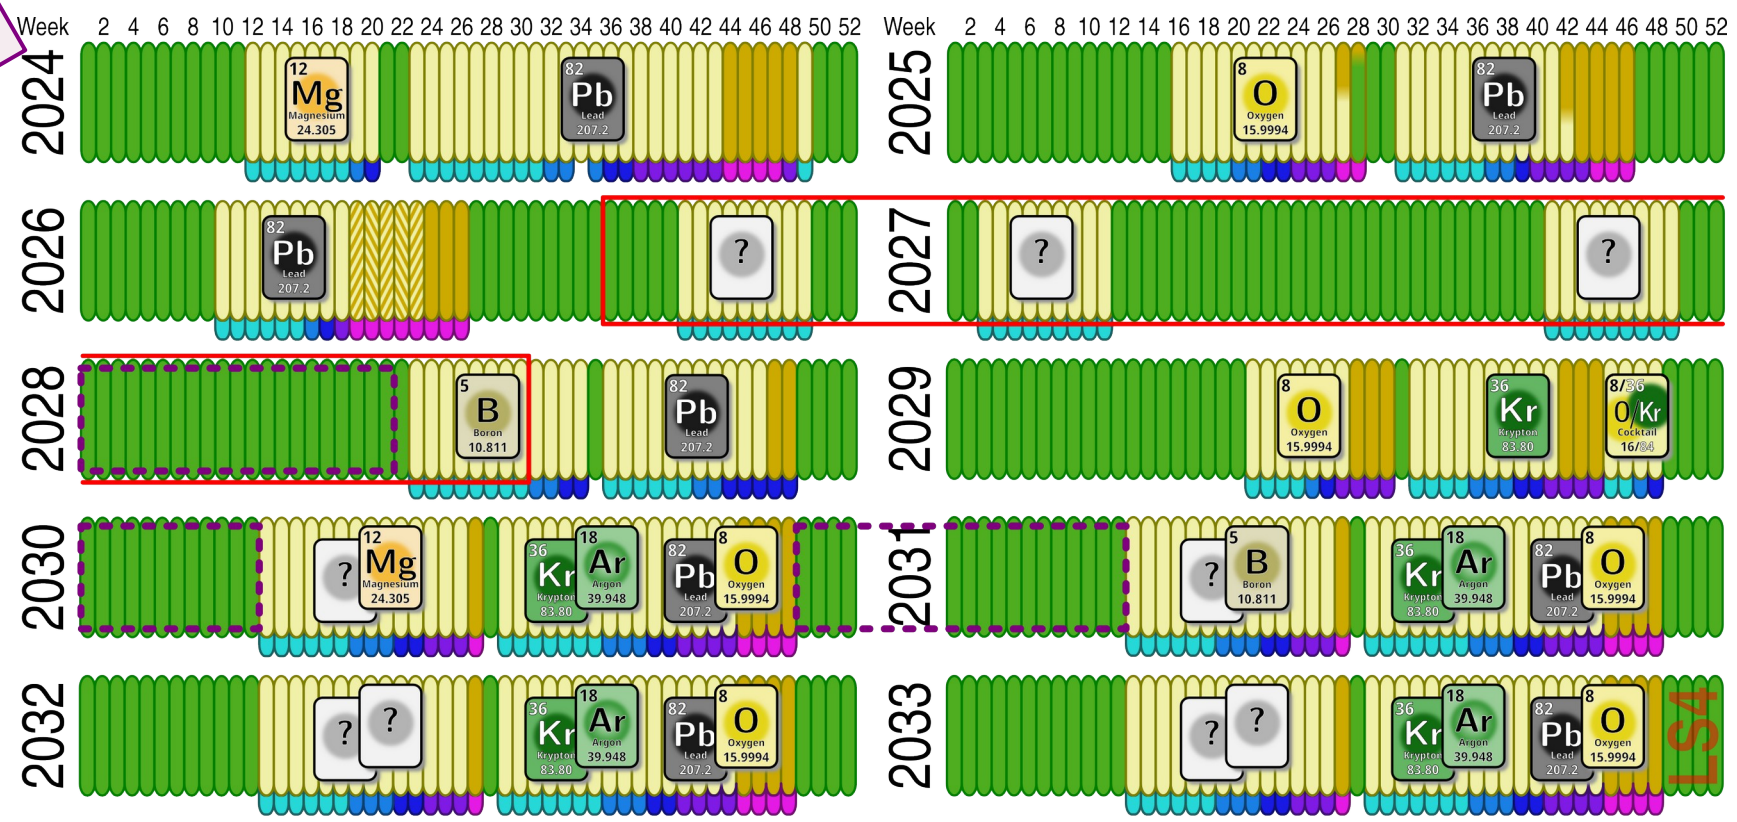 Week 2 4 6 8 10 12 14 16 18 20 22 24 26 28 30 32 34 36 38 40 42 44 46 48 50 52 Week 2 4 6 8 10 12 14 16 18 20 22 24 26 28 30 32 34 36 38 40 42 44 46 48 50 52
2024
12
Mg
Magnesium
24.305
82
Pb
Lead
207.2
2025
8
O
Oxygen
15.9994
82
Pb
Lead
207.2
2026
82
Pb
Lead
207.2
?
2027
?
?
2028
5
B
Boron
10.811
82
Pb
Lead
207.2
2029
8
O
Oxygen
15.9994
36
Kr
Krypton
83.80
8/36
O/Kr
Cocktail
16/84
2030
?
12
Mg
Magnesium
24.305
36
Kr
Krypton
83.80
18
Ar
Argon
39.948
82
Pb
Lead
207.2
8
O
Oxygen
15.9994
2031
?
5
B
Boron
10.811
36
Kr
Krypton
83.80
18
Ar
Argon
39.948
82
Pb
Lead
207.2
8
O
Oxygen
15.9994
2032
?
?
36
Kr
Krypton
83.80
18
Ar
Argon
39.948
82
Pb
Lead
207.2
8
O
Oxygen
15.9994
2033
?
?
36
Kr
Krypton
83.80
18
Ar
Argon
39.948
82
Pb
Lead
207.2
8
O
Oxygen
15.9994
LS4